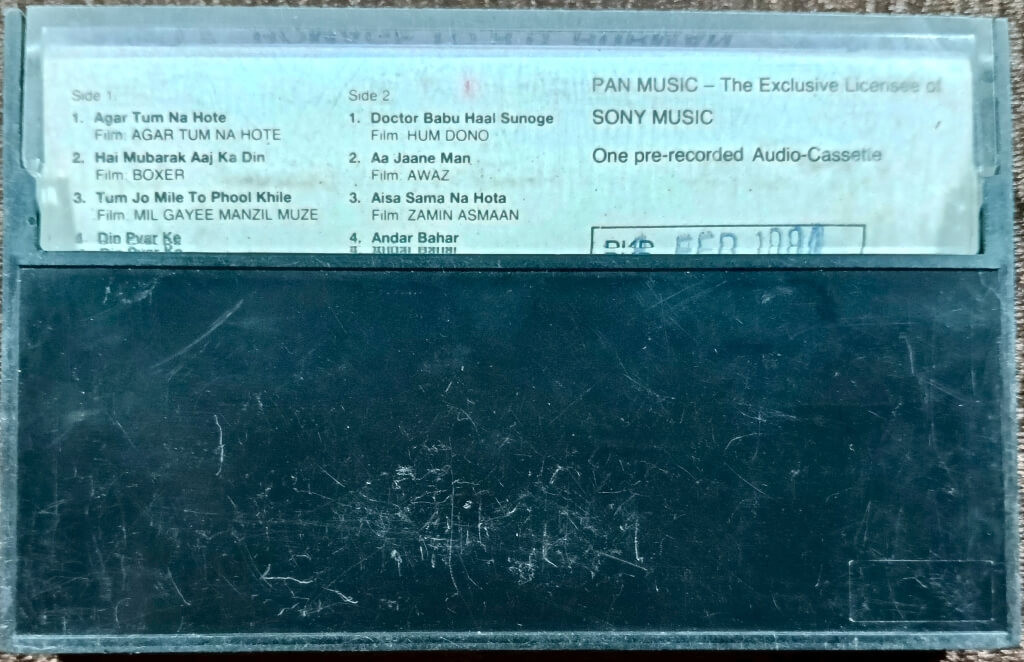 Side 1.
1. Agar Tum Na Hote
Film: AGAR TUM NA HOTE
2. Hai Mubarak Aaj Ka Din
Film: BOXER
3. Tum Jo Mile To Phool Khile
Film: MIL GAYEE MANZIL MUZE
4. Din Pyar Ke
Side 2.
1. Doctor Babu Haal Sunoge
Film: HUM DONO
2. Aa Jaane Man
Film: AWAZ
3. Aisa Sama Na Hota
Film: ZAMIN ASMAAN
4. Andar Bahar
PAN MUSIC – The Exclusive Licensee of
SONY MUSIC
One pre-recorded Audio-Cassette